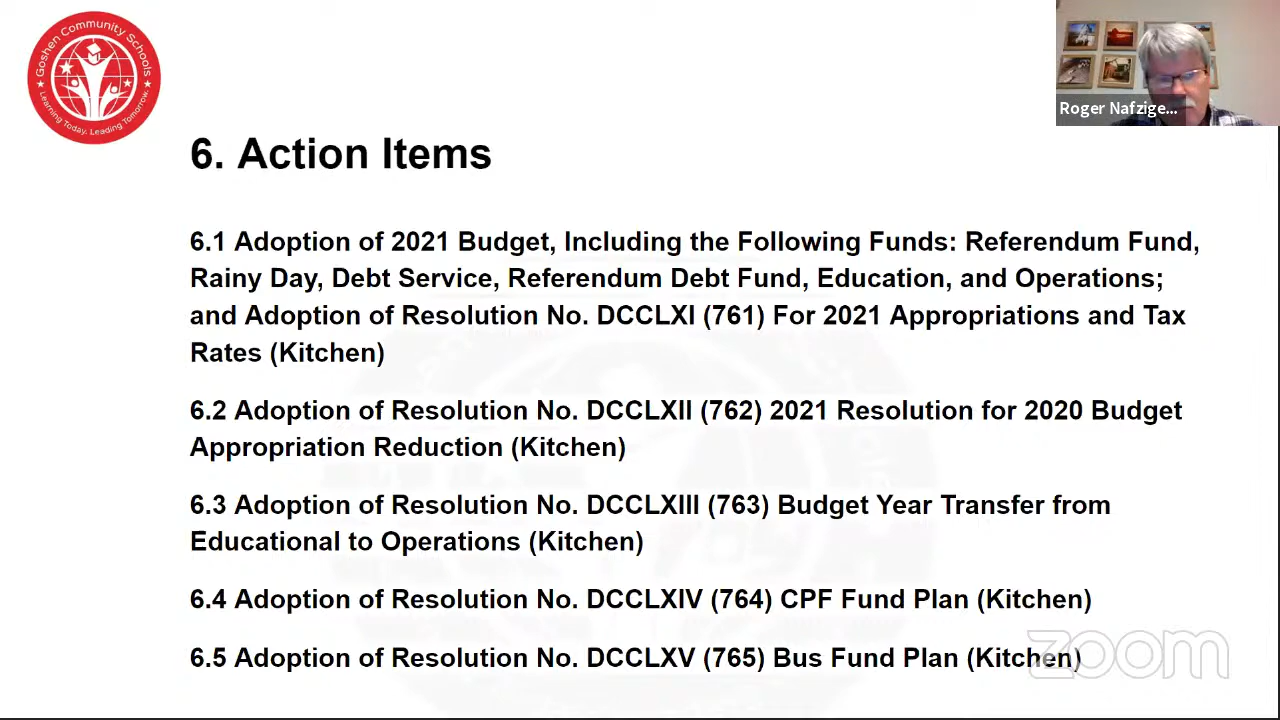 Goshen Community Schools
Learning Today. Leading Tomorrow.
Roger Nafzige...
6. Action Items
6.1 Adoption of 2021 Budget, Including the Following Funds: Referendum Fund,
Rainy Day, Debt Service, Referendum Debt Fund, Education, and Operations;
and Adoption of Resolution No. DCCLXI (761) For 2021 Appropriations and Tax
Rates (Kitchen)
6.2 Adoption of Resolution No. DCCLXII (762) 2021 Resolution for 2020 Budget
Appropriation Reduction (Kitchen)
6.3 Adoption of Resolution No. DCCLXIII (763) Budget Year Transfer from
Educational to Operations (Kitchen)
6.4 Adoption of Resolution No. DCCLXIV (764) CPF Fund Plan (Kitchen)
6.5 Adoption of Resolution No. DCCLXV (765) Bus Fund Plan (Kitchen)
zoom